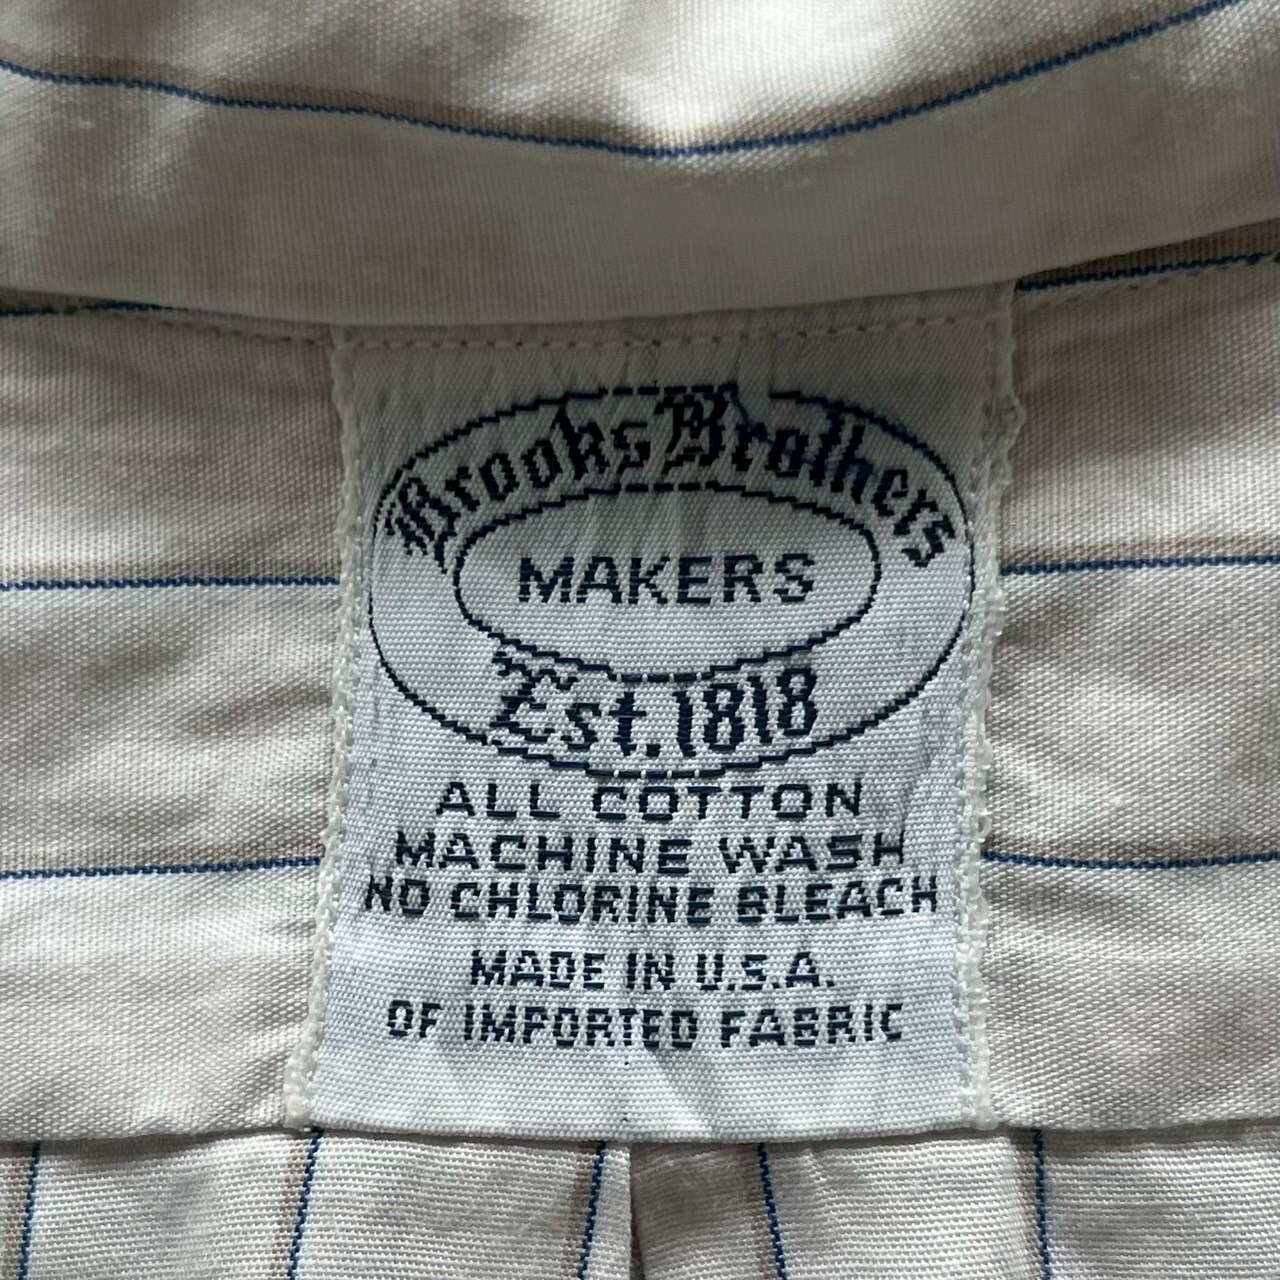 Brooks Brothers
MAKERS
Est. 1818
ALL COTTON
MACHINE WASH
NO CHLORINE BLEACH
MADE IN U.S.A.
OF IMPORTED FABRIC